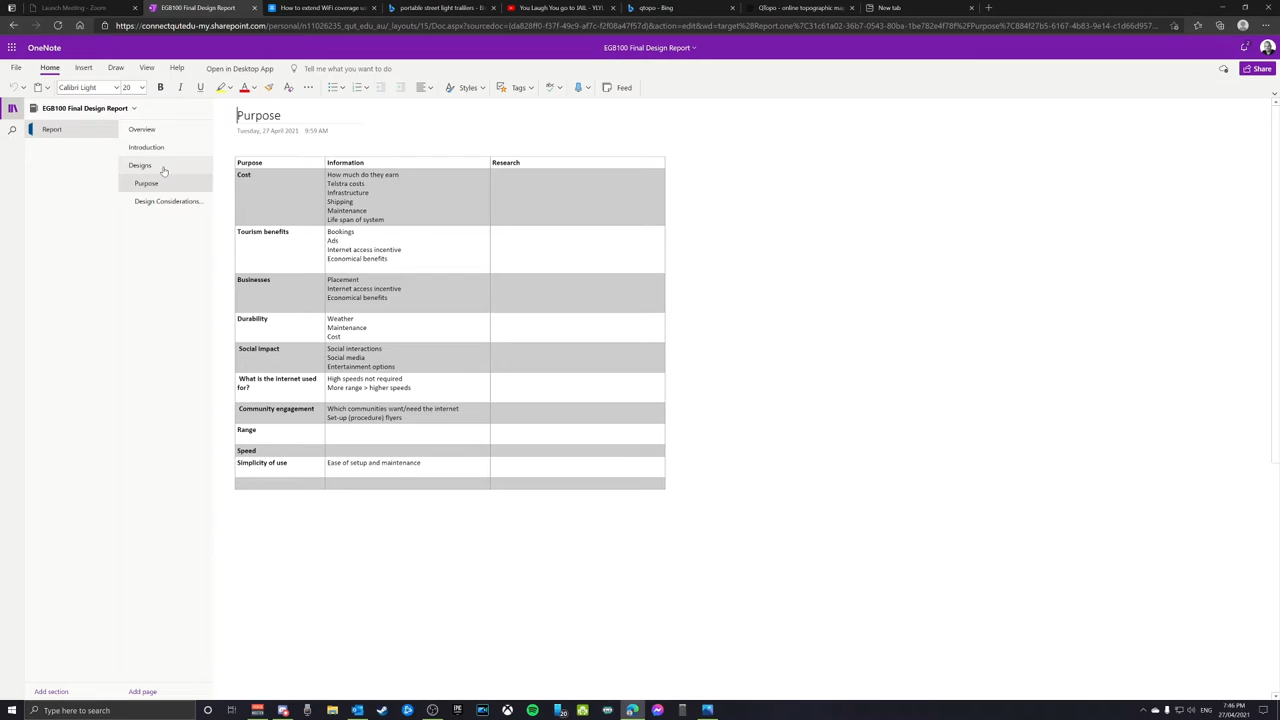 Launch Meeting - Zoom
EGB100 Final Design Report
How to extend WiFi coverage
portable street light trailers - B
You Laugh You go to JAIL - YLYL
qtopo - Bing
QTopo - online topographic ma
New tab
OneNote
EGB100 Final Design Report
File Home Insert Draw View Help Open in Desktop App Tell me what you want to do
Share
Calibri Light 20 B I U A Styles Tags Feed
EGB100 Final Design Report
Report
Overview
Introduction
Designs
Purpose
Design Considerations...
Purpose
Tuesday, 27 April 2021 9:59 AM
Purpose Information Research
Cost How much do they earn
Telstra costs
Infrastructure
Shipping
Maintenance
Life span of system
Tourism benefits Bookings
Ads
Internet access incentive
Economical benefits
Businesses Placement
Internet access incentive
Economical benefits
Durability Weather
Maintenance
Cost
Social impact Social interactions
Social media
Entertainment options
What is the internet used High speeds not required
for? More range > higher speeds
Community engagement Which communities want/need the internet
Set-up (procedure) flyers
Range
Speed
Simplicity of use Ease of setup and maintenance
Add section Add page
Type here to search
20
ENG
7:46 PM
27/04/2021